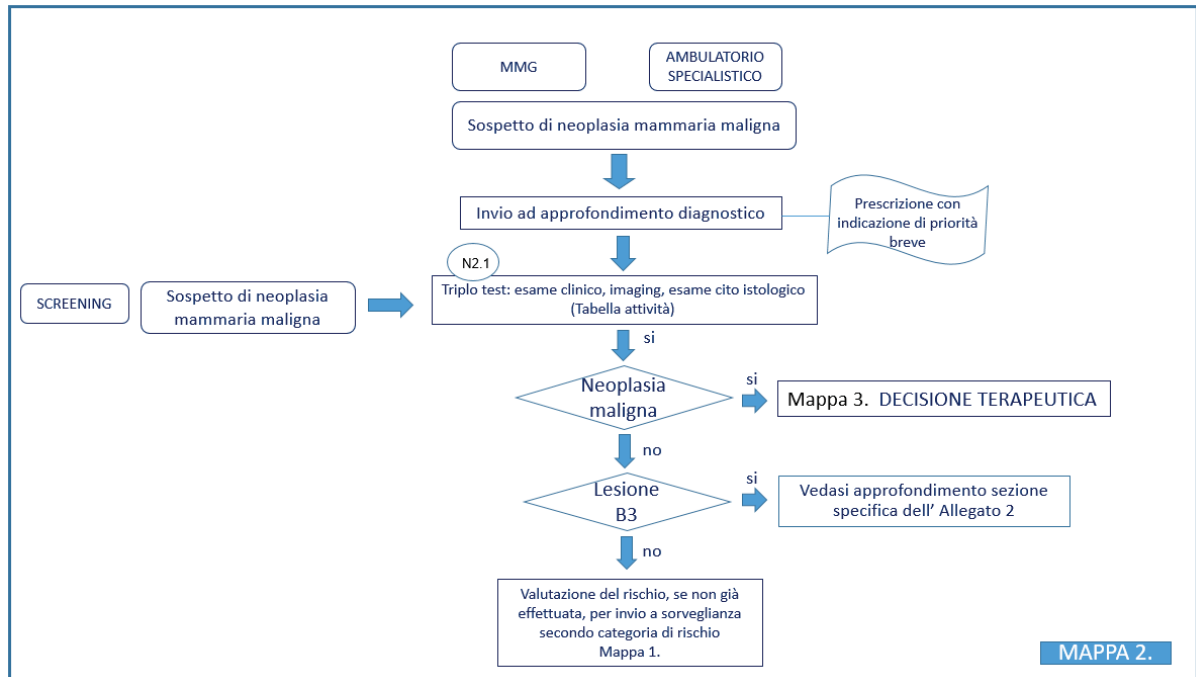 MMG
AMBULATORIO
SPECIALISTICO
Sospetto di neoplasia mammaria maligna
Invio ad approfondimento diagnostico
Prescrizione con
indicazione di priorità
breve
N2.1
Triplo test: esame clinico, imaging, esame cito istologico
(Tabella attività)
SCREENING
Sospetto di neoplasia
mammaria maligna
si
Neoplasia
maligna
si
Mappa 3. DECISIONE TERAPEUTICA
no
Lesione
B3
si
Vedasi approfondimento sezione
specifica dell' Allegato 2
no
Valutazione del rischio, se non già
effettuata, per invio a sorveglianza
secondo categoria di rischio
Mappa 1.
MAPPA 2.